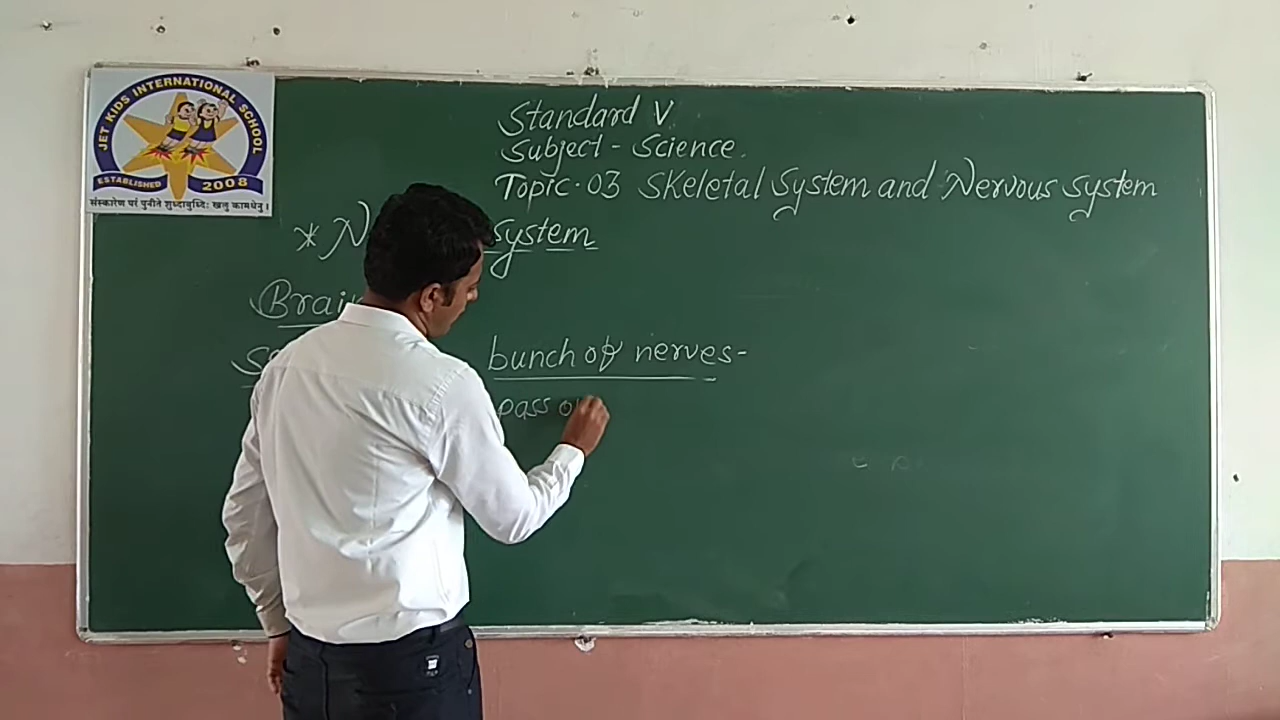 JET KIDS INTERNATIONAL SCHOOL
ESTABLISHED 2008
संस्कारेण परं पुनीते शुध्दाबुध्दिः खलु कामधेनु।
Standard V
Subject - Science.
Topic. 03 Skeletal System and Nervous System
* N System
Brain
bunch of nerves-
pass